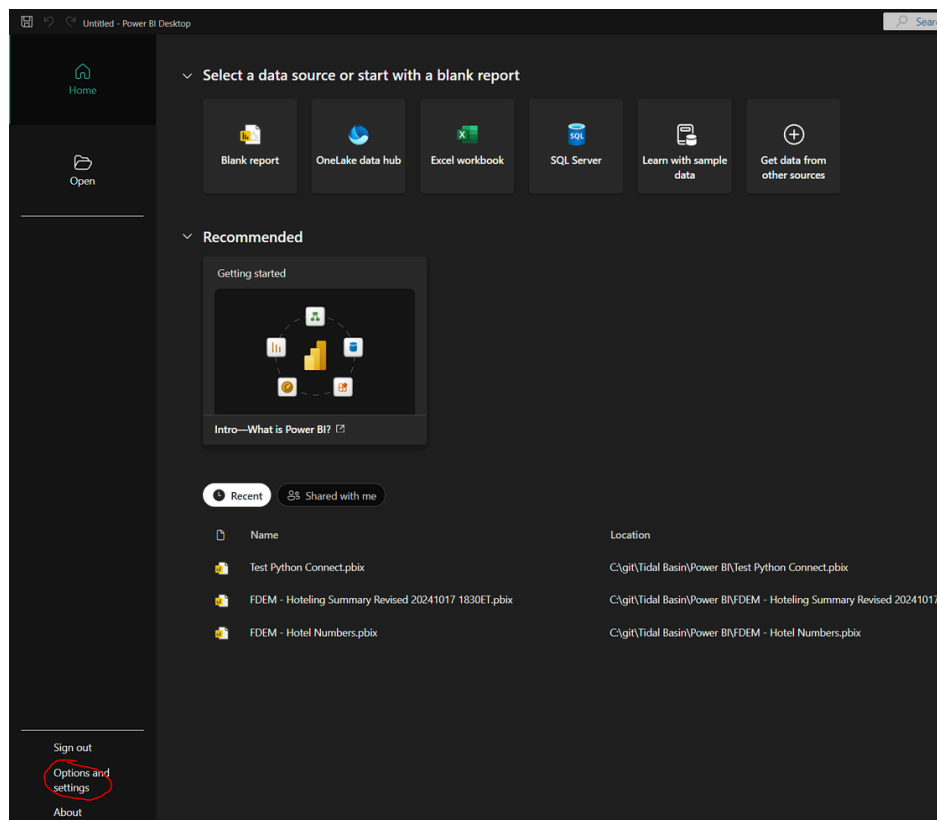 Untitled - Power BI Desktop
Sear
Home
Open
Select a data source or start with a blank report
Blank report
OneLake data hub
Excel workbook
SQL
SQL Server
Learn with sample
data
Get data from
other sources
Recommended
Getting started
Intro—What is Power BI?
Recent
Shared with me
Name
Location
Test Python Connect.pbix
C:\git\Tidal Basin\Power BI\Test Python Connect.pbix
FDEM - Hoteling Summary Revised 20241017 1830ET.pbix
C:\git\Tidal Basin\Power BI\FDEM - Hoteling Summary Revised 20241017
FDEM - Hotel Numbers.pbix
C:\git\Tidal Basin\Power BI\FDEM - Hotel Numbers.pbix
Sign out
Options and
settings
About